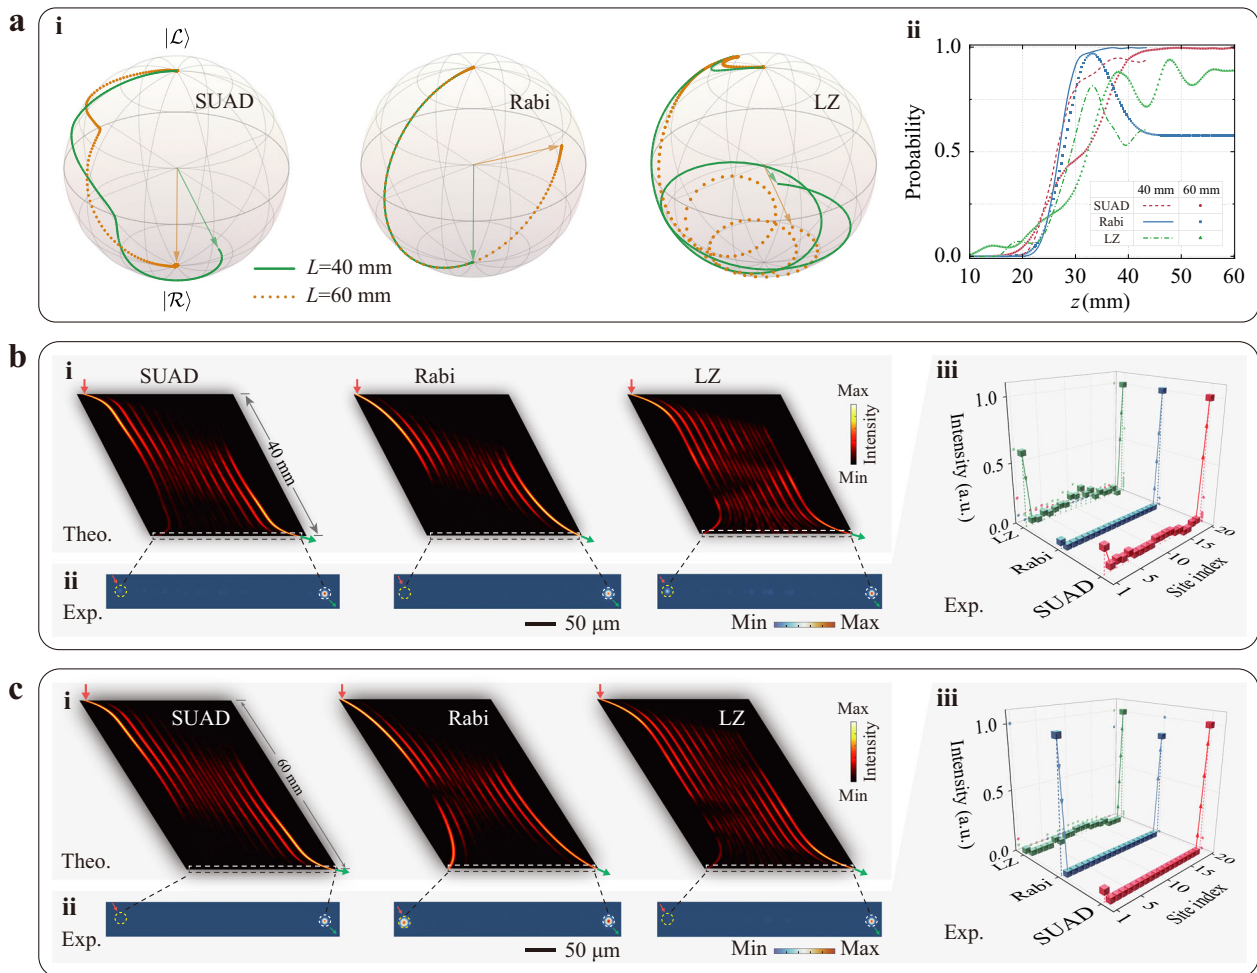 a
i
|ℒ⟩
SUAD
Rabi
LZ
|ℛ⟩
L=40 mm
L=60 mm
ii
Probability
1.0
0.5
0.0
10 20 30 40 50 60
z (mm)
40 mm 60 mm
SUAD
Rabi
LZ
b
i
SUAD
Rabi
LZ
40 mm
Max
Intensity
Min
Theo.
ii
Exp.
50 μm
Min Max
iii
Intensity (a.u.)
1.0
0.5
0.0
LZ
Rabi
SUAD
1 5 10 15 20
Site index
Exp.
c
i
SUAD
Rabi
LZ
60 mm
Max
Intensity
Min
Theo.
ii
Exp.
50 μm
Min Max
iii
Intensity (a.u.)
1.0
0.5
0.0
LZ
Rabi
SUAD
1 5 10 15 20
Site index
Exp.